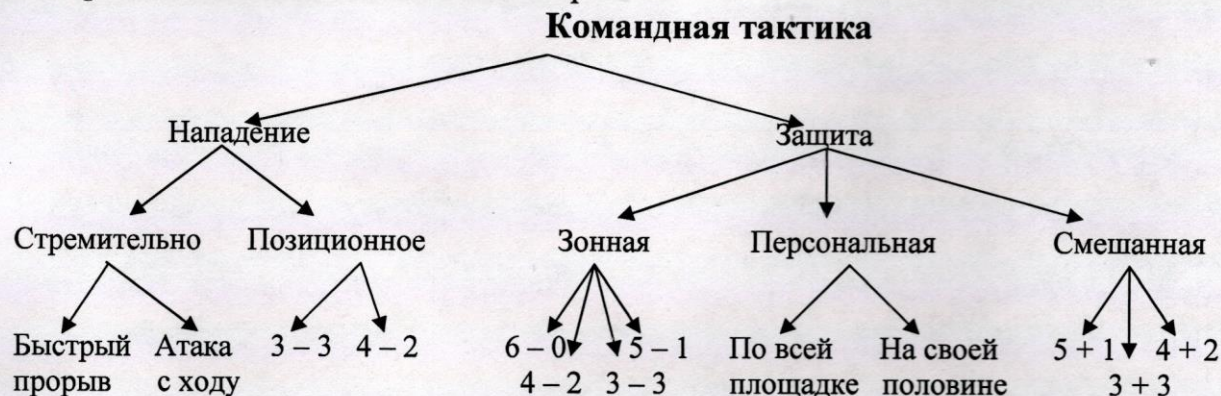 Командная тактика
Нападение Защита
Стремительно Позиционное Зонная Персональная Смешанная
Быстрый Атака 3 – 3 4 – 2 6 – 0 5 – 1 По всей На своей 5 + 1 4 + 2
прорыв с ходу 4 – 2 3 – 3 площадке половине 3 + 3